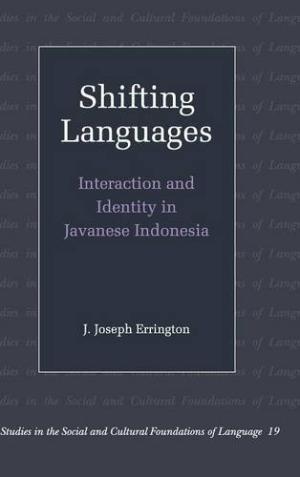 Shifting
Languages
Interaction and
Identity in
Javanese Indonesia
J. Joseph Errington
Studies in the Social and Cultural Foundations of Language 19